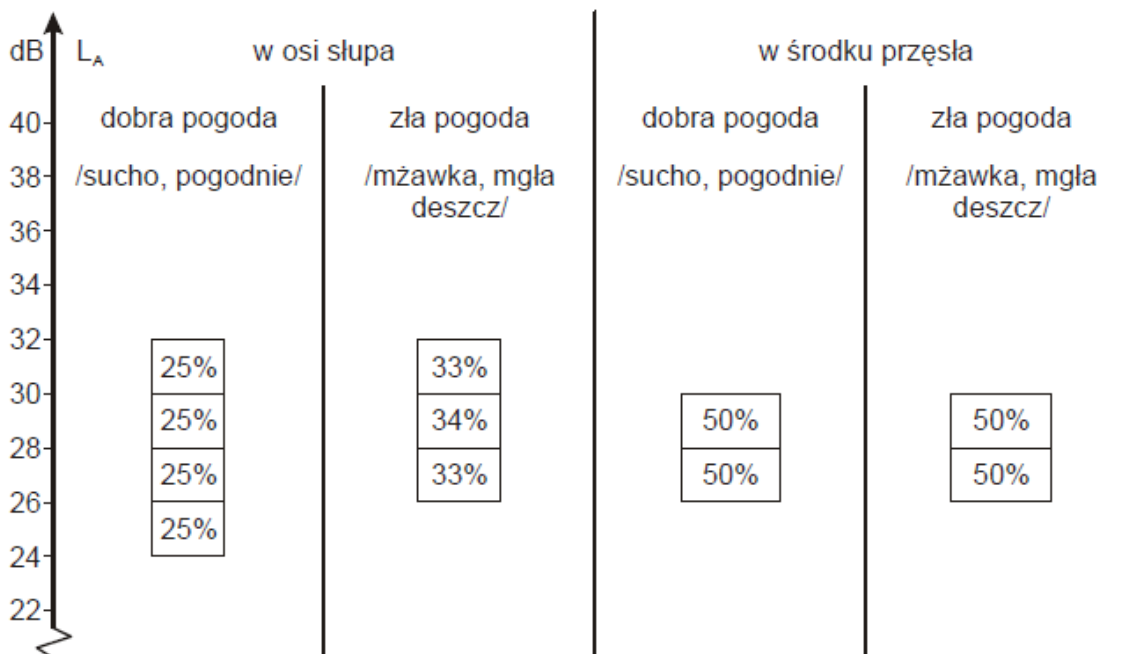 dB L_A w osi słupa w środku przęsła
40 dobra pogoda zła pogoda dobra pogoda zła pogoda
38 /sucho, pogodnie/ /mżawka, mgła /sucho, pogodnie/ /mżawka, mgła
deszcz/ deszcz/
36
34
32
25% 33%
30
25% 34% 50% 50%
28
25% 33% 50% 50%
26
25%
24
22